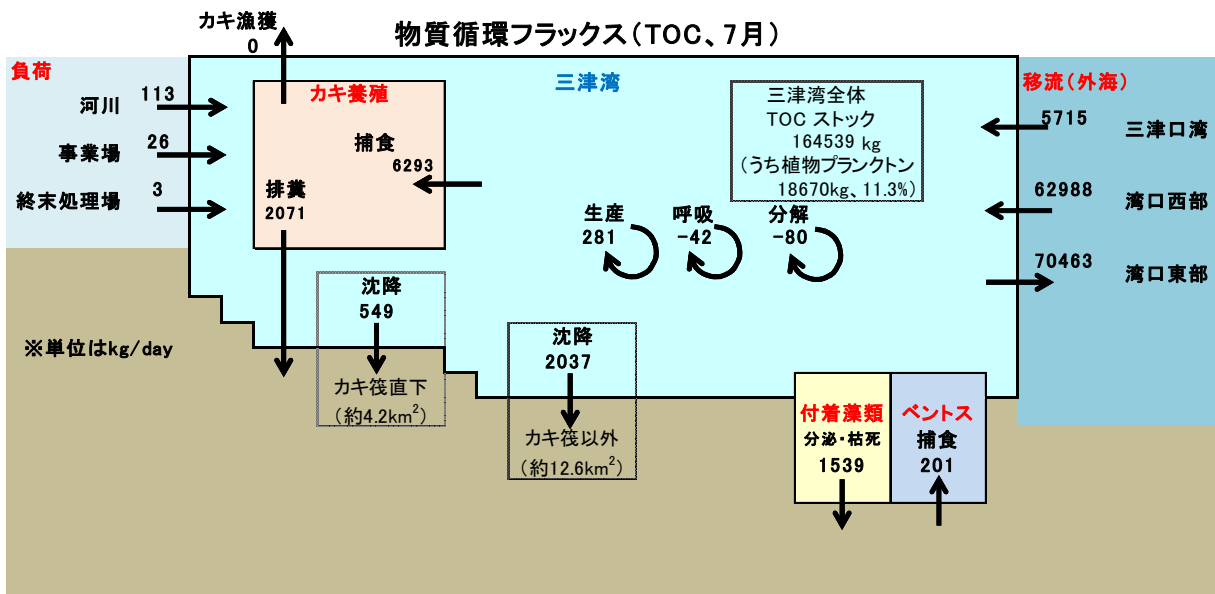 物質循環フラックス（TOC、7月）
カキ漁獲
0
負荷
河川
113
事業場
26
終末処理場
3
カキ養殖
捕食
6293
排糞
2071
三津湾
三津湾全体
TOC ストック
164539 kg
（うち植物プランクトン
18670kg、11.3%）
生産
281
呼吸
-42
分解
-80
移流（外海）
5715
三津口湾
62988
湾口西部
70463
湾口東部
※単位はkg/day
沈降
549
カキ筏直下
（約4.2km²）
沈降
2037
カキ筏以外
（約12.6km²）
付着藻類
分泌・枯死
1539
ベントス
捕食
201